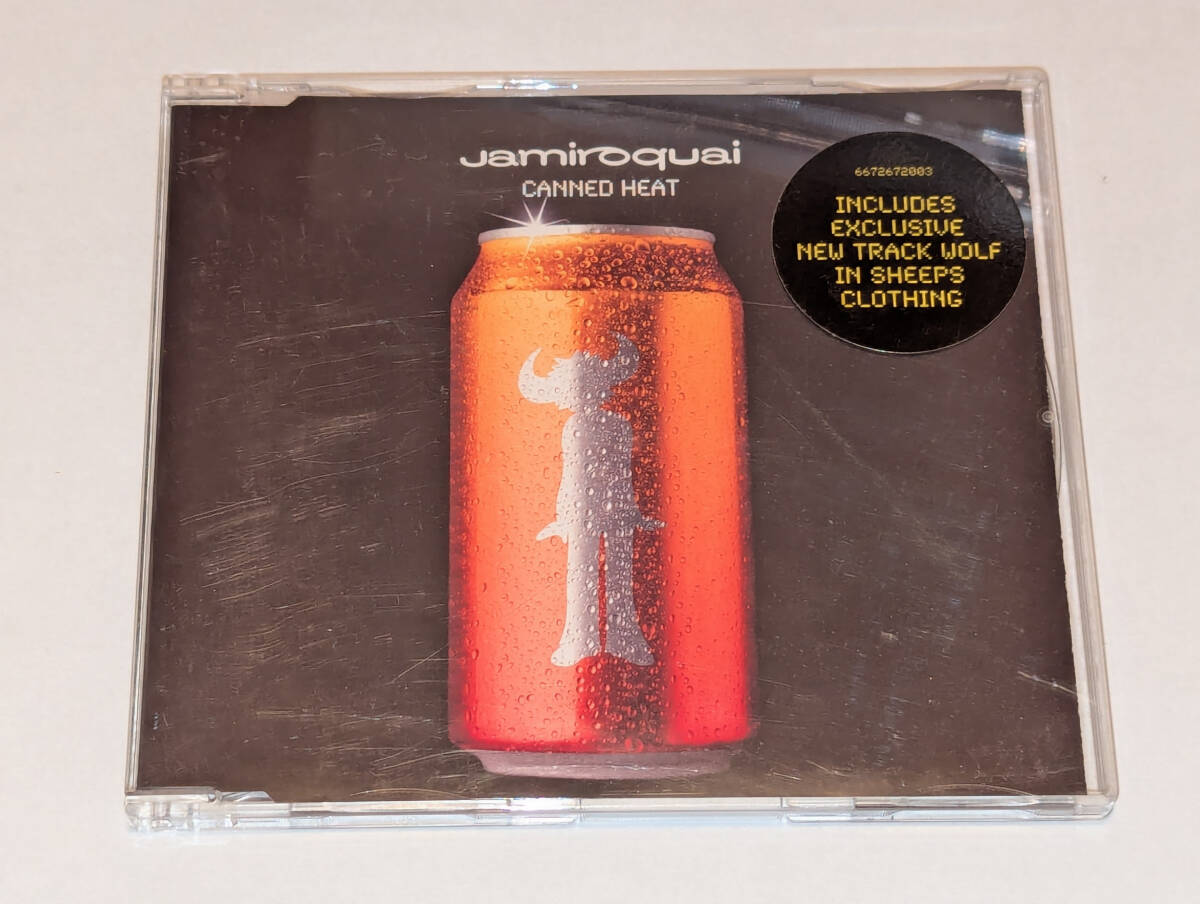 Jamiroquai
CANNED HEAT
6672672003
INCLUDES
EXCLUSIVE
NEW TRACK WOLF
IN SHEEPS
CLOTHING